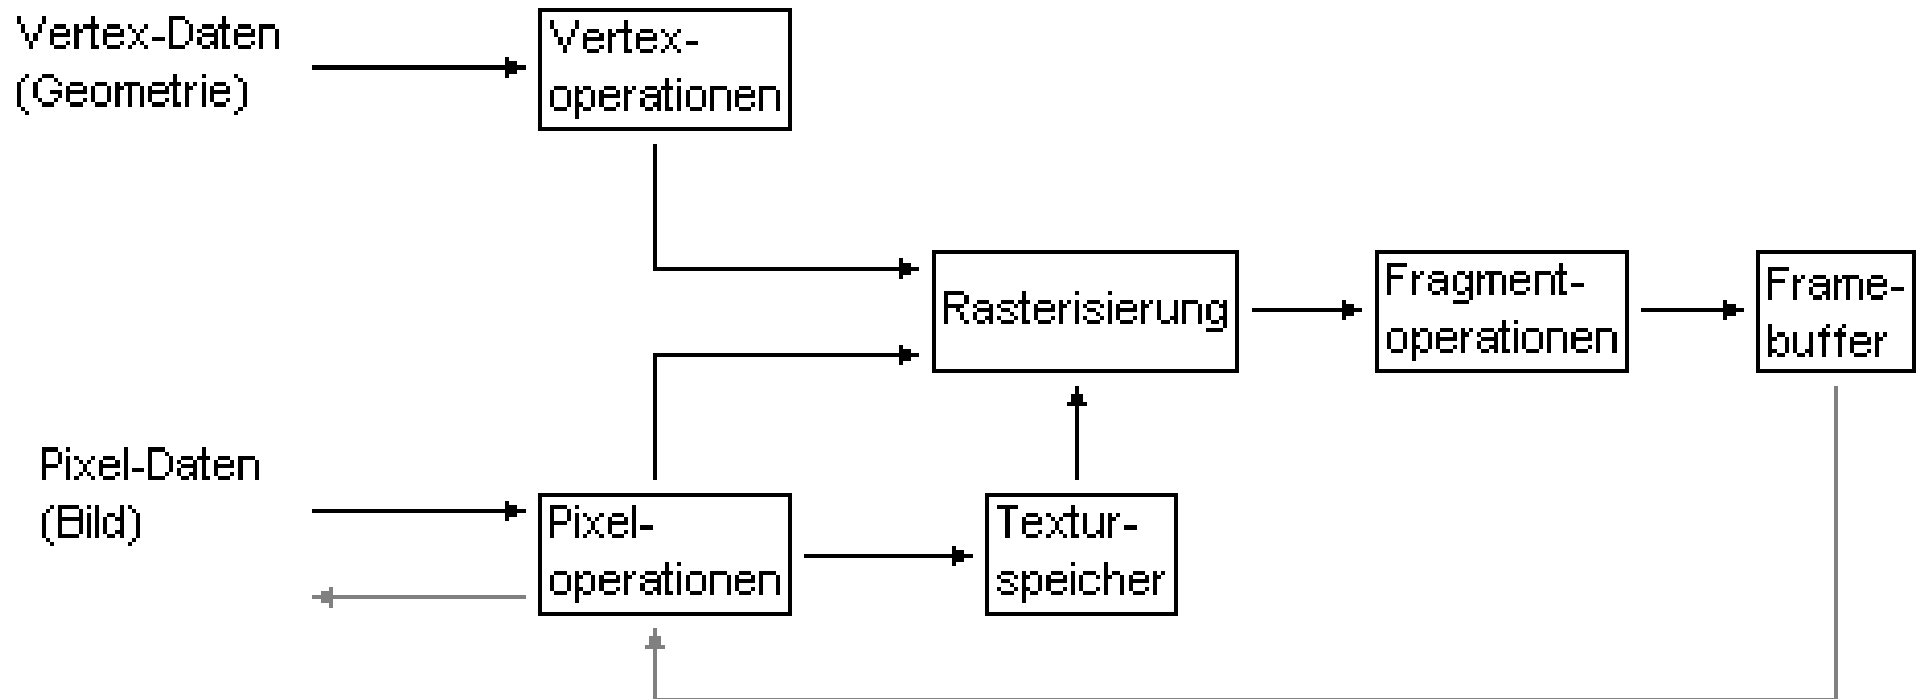 Vertex-Daten
(Geometrie)
Vertex-
operationen
Rasterisierung
Fragment-
operationen
Frame-
buffer
Pixel-Daten
(Bild)
Pixel-
operationen
Textur-
speicher